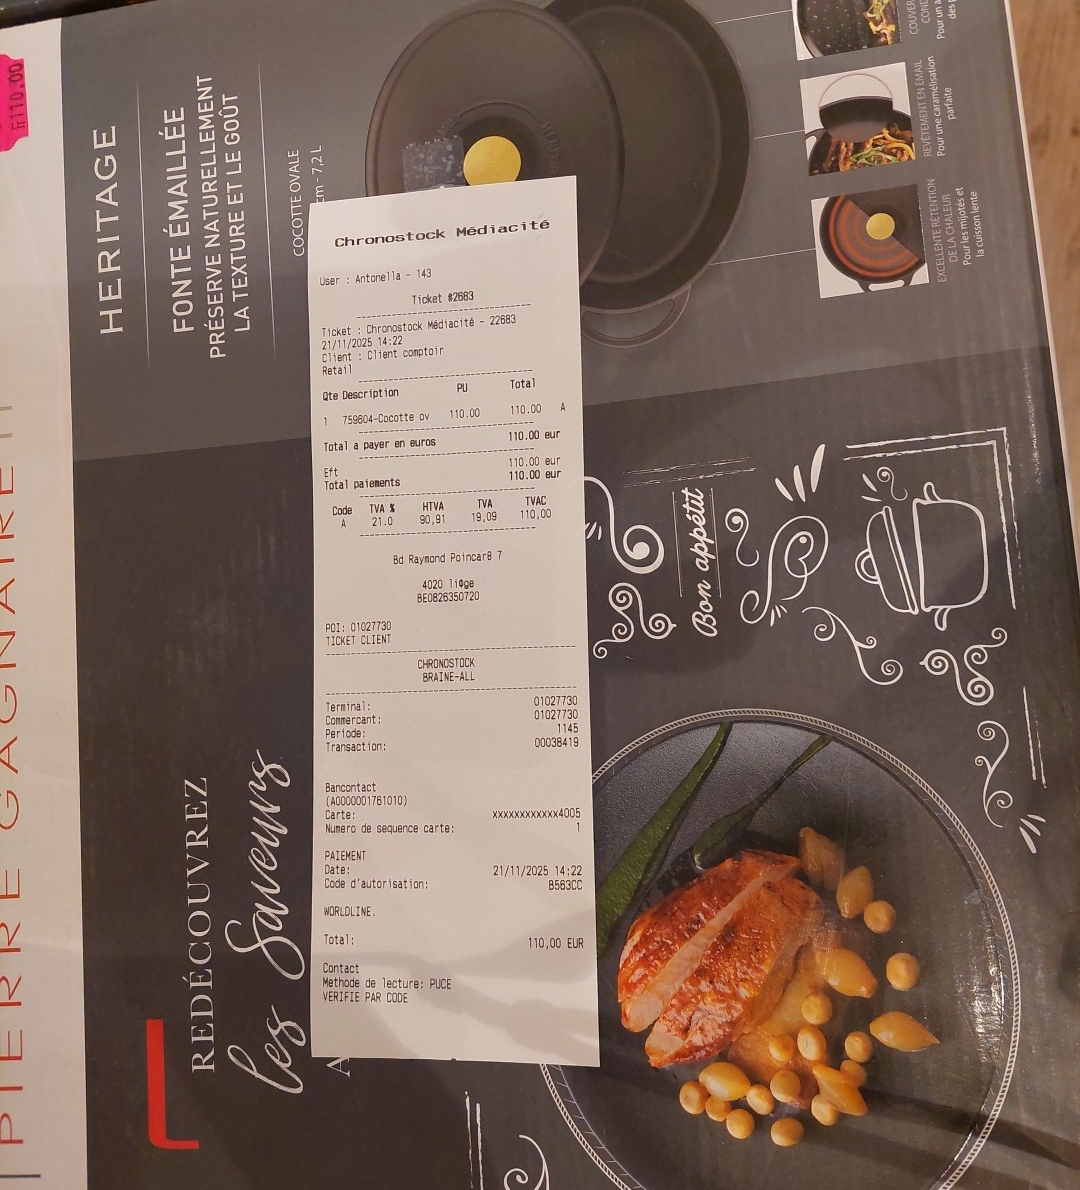 #110.00
PIERRE GAGNAIRE
HERITAGE
FONTE ÉMAILLÉE
PRÉSERVE NATURELLEMENT
LA TEXTURE ET LE GOÛT
COCOTTE OVALE
cm - 7,2 L
COND
Pour un a
des p
REVÊTEMENT EN ÉMAIL
Pour une caramélisation
parfaite
EXCELLENTE RÉTENTION
DE LA CHALEUR
Pour les mijotés et
la cuisson lente
Chronostock Médiacité
User : Antonella - 143
Ticket #2683
Ticket : Chronostock Médiacité - 22683
21/11/2025 14:22
Client : Client comptoir
Retail
Qte Description PU Total
1 759604-Cocotte ov 110.00 110.00 A
Total a payer en euros 110.00 eur
Eft 110.00 eur
Total paiements 110.00 eur
Code TVA % HTVA TVA TVAC
A 21.0 90,91 19,09 110,00
Bd Raymond Poincarθ 7
4020 liΦge
BE0826350720
POI: 01027730
TICKET CLIENT
CHRONOSTOCK
BRAINE-ALL
Terminal: 01027730
Commercant: 01027730
Periode: 1145
Transaction: 00038419
Bancontact
(A0000001761010)
Carte: xxxxxxxxxxxx4005
Numero de sequence carte: 1
PAIEMENT
Date: 21/11/2025 14:22
Code d'autorisation: B563CC
WORLDLINE.
Total: 110,00 EUR
Contact
Methode de lecture: PUCE
VERIFIE PAR CODE
Bon appétit
REDÉCOUVREZ
les Saveurs
A